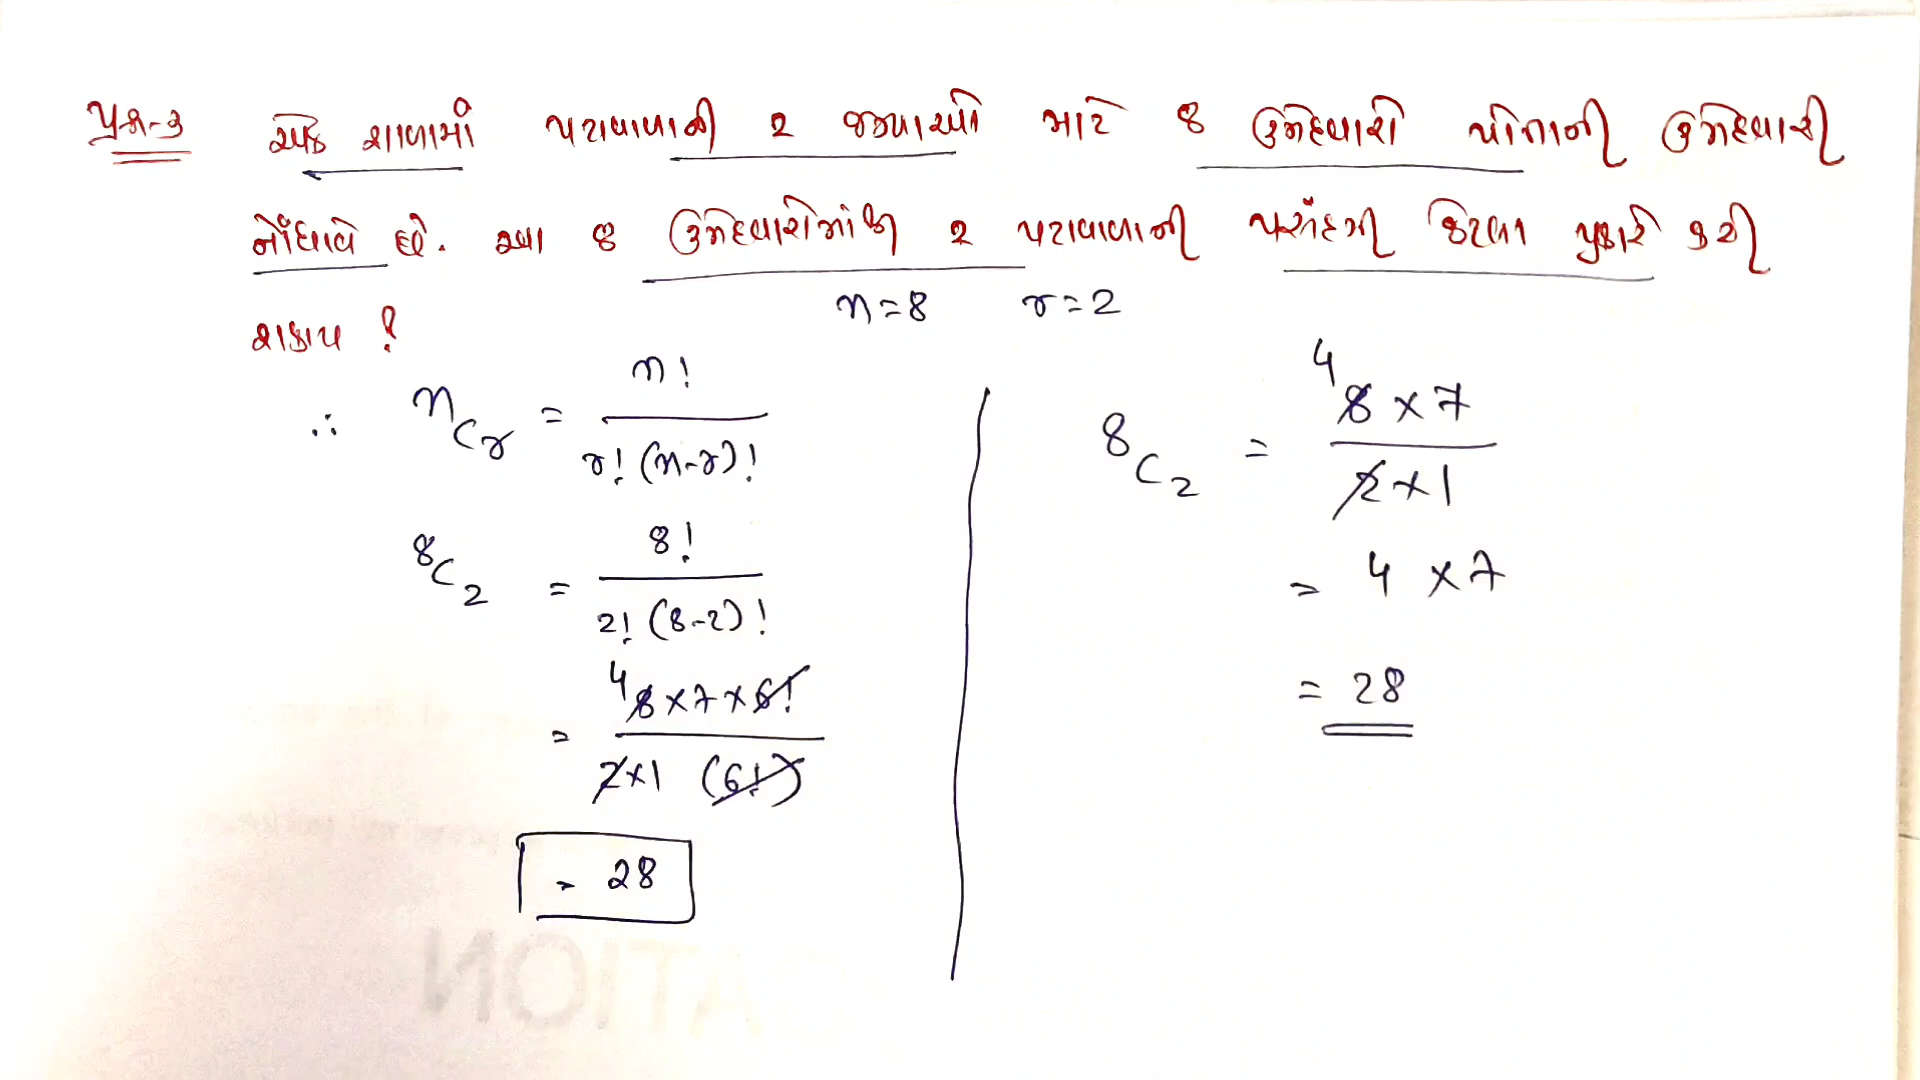 પ્રશ્ન-૩ એક શાળામાં પટાવાળાની ૨ જગ્યાઓ માટે ૮ ઉમેદવારો પોતાની ઉમેદવારી
નોંધાવે છે. આ ૮ ઉમેદવારોમાંથી ૨ પટાવાળાની પસંદગી કેટલા પ્રકારે કરી
શકાય ?
n=8 r=2
∴ nCr = n! / r!(n-r)!
8C2 = 8! / 2!(8-2)!
= 4 8×7×6! / 2×1 (6!)
= 28
8C2 = 4 8×7 / 2×1
= 4×7
= 28
ATION